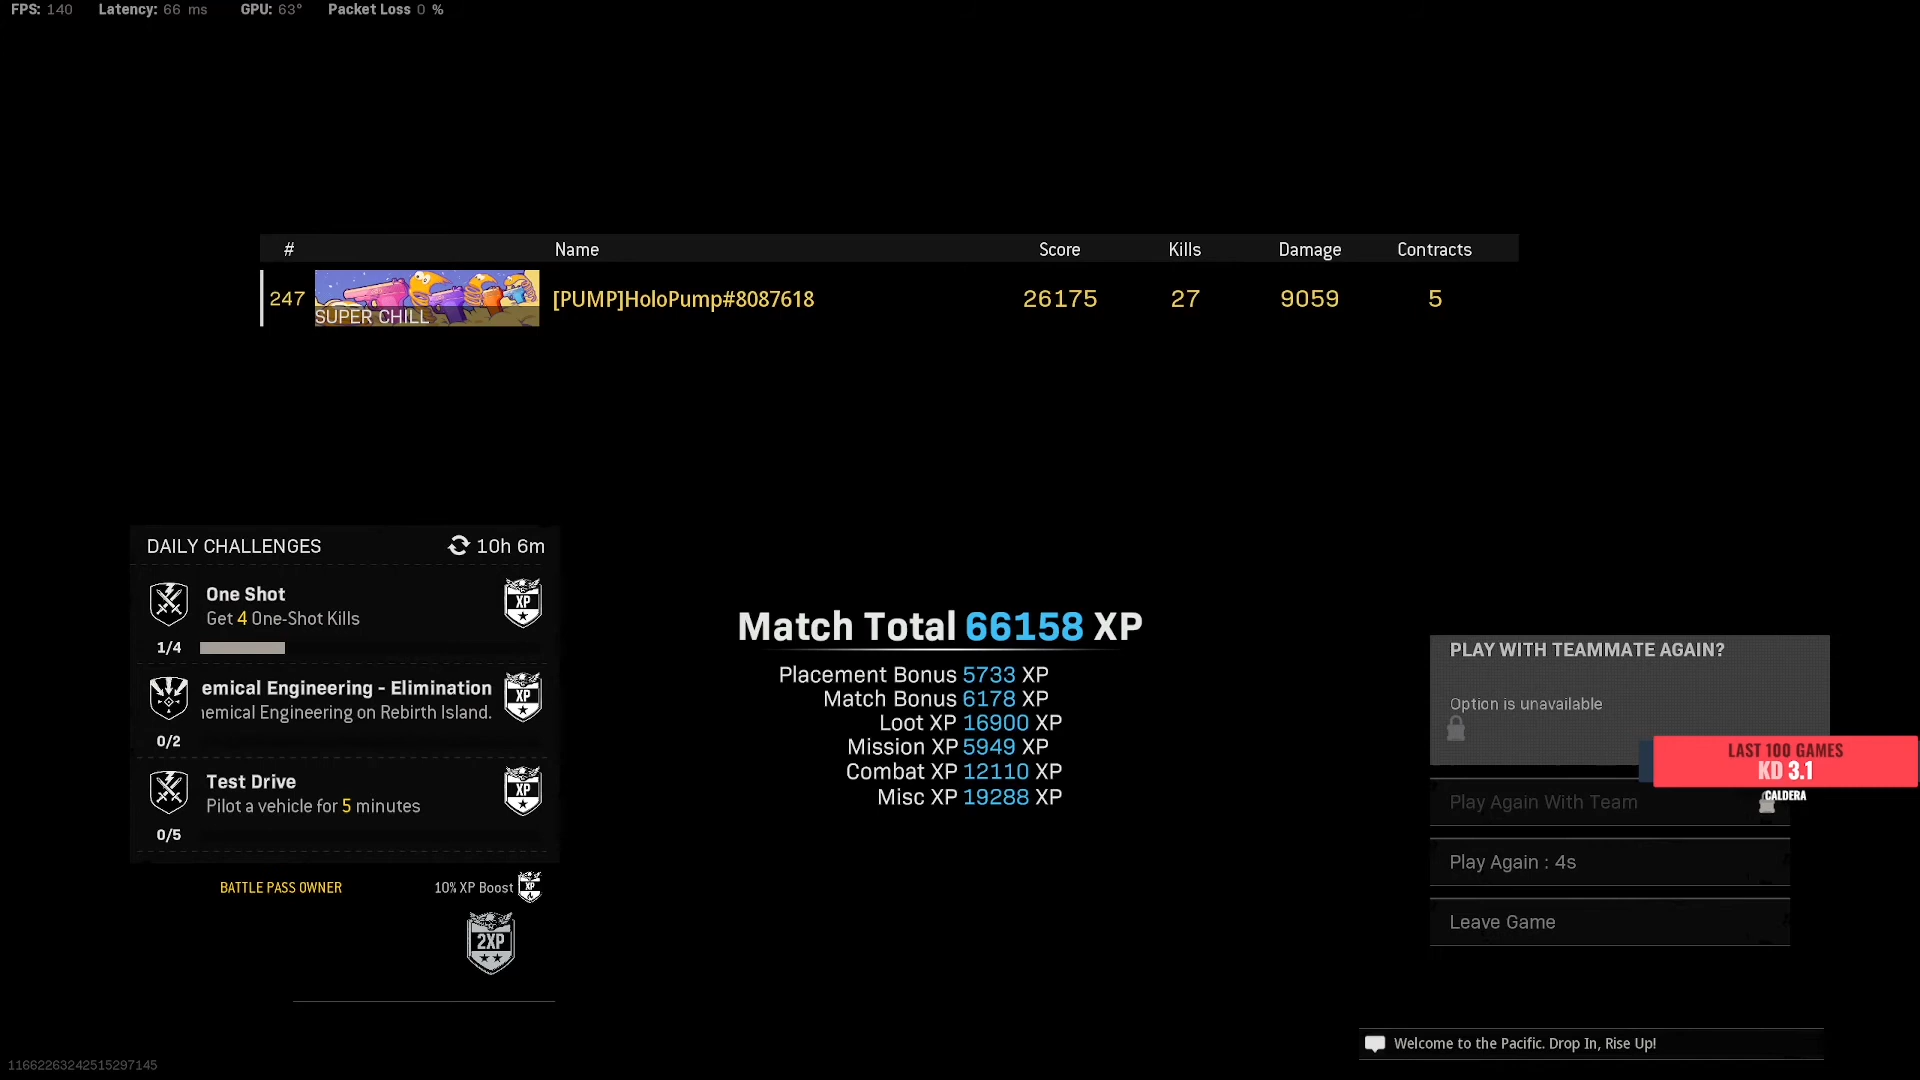 FPS: 140 Latency: 66 ms GPU: 63° Packet Loss 0 %
# Name Score Kills Damage Contracts
247 SUPER CHILL [PUMP]HoloPump#8087618 26175 27 9059 5
DAILY CHALLENGES 10h 6m
One Shot
Get 4 One-Shot Kills
XP
1/4
emical Engineering - Elimination
hemical Engineering on Rebirth Island.
XP
0/2
Test Drive
Pilot a vehicle for 5 minutes
XP
0/5
BATTLE PASS OWNER 10% XP Boost XP
2XP
Match Total 66158 XP
Placement Bonus 5733 XP
Match Bonus 6178 XP
Loot XP 16900 XP
Mission XP 5949 XP
Combat XP 12110 XP
Misc XP 19288 XP
PLAY WITH TEAMMATE AGAIN?
Option is unavailable
LAST 100 GAMES
KD 3.1
CALDERA
Play Again With Team
Play Again : 4s
Leave Game
Welcome to the Pacific. Drop In, Rise Up!
11662263242515297145